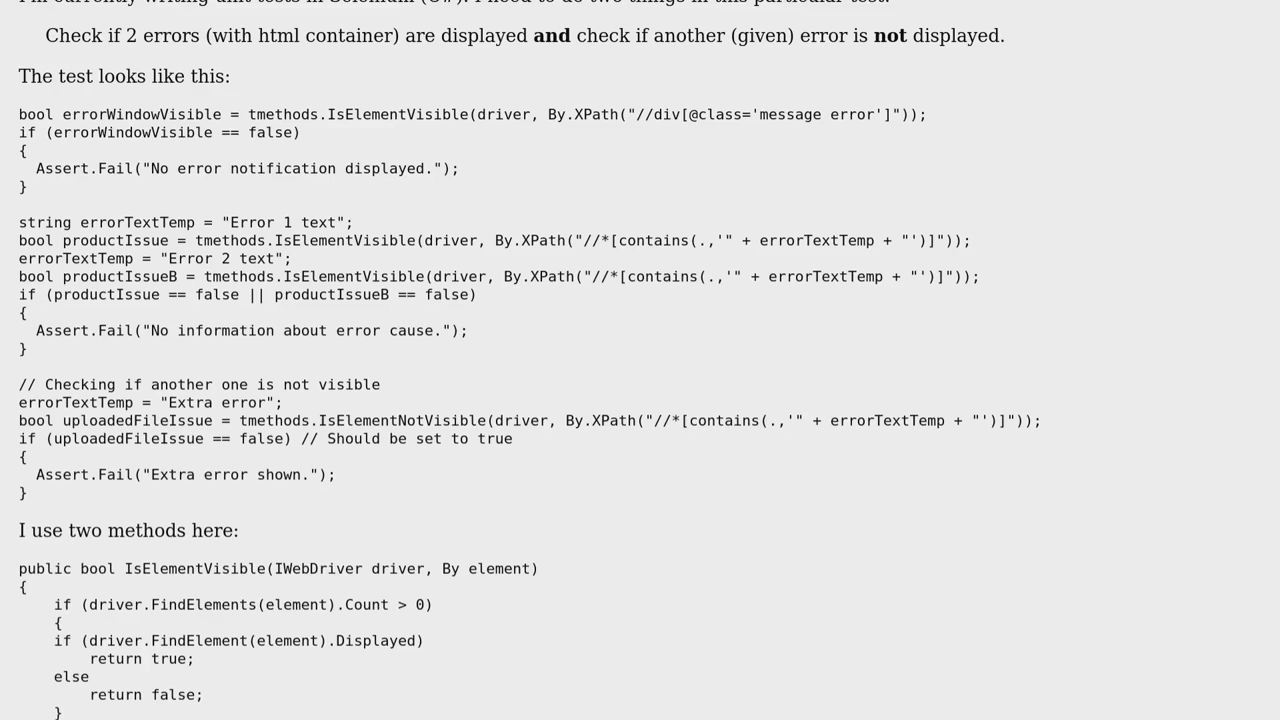 Check if 2 errors (with html container) are displayed and check if another (given) error is not displayed.
The test looks like this:
bool errorWindowVisible = tmethods.IsElementVisible(driver, By.XPath("//div[@class='message error']"));
if (errorWindowVisible == false)
{
  Assert.Fail("No error notification displayed.");
}

string errorTextTemp = "Error 1 text";
bool productIssue = tmethods.IsElementVisible(driver, By.XPath("//*[contains(.,'" + errorTextTemp + "')]"));
errorTextTemp = "Error 2 text";
bool productIssueB = tmethods.IsElementVisible(driver, By.XPath("//*[contains(.,'" + errorTextTemp + "')]"));
if (productIssue == false || productIssueB == false)
{
  Assert.Fail("No information about error cause.");
}

// Checking if another one is not visible
errorTextTemp = "Extra error";
bool uploadedFileIssue = tmethods.IsElementNotVisible(driver, By.XPath("//*[contains(.,'" + errorTextTemp + "')]"));
if (uploadedFileIssue == false) // Should be set to true
{
  Assert.Fail("Extra error shown.");
}
I use two methods here:
public bool IsElementVisible(IWebDriver driver, By element)
{
    if (driver.FindElements(element).Count > 0)
    {
    if (driver.FindElement(element).Displayed)
        return true;
    else
        return false;
    }